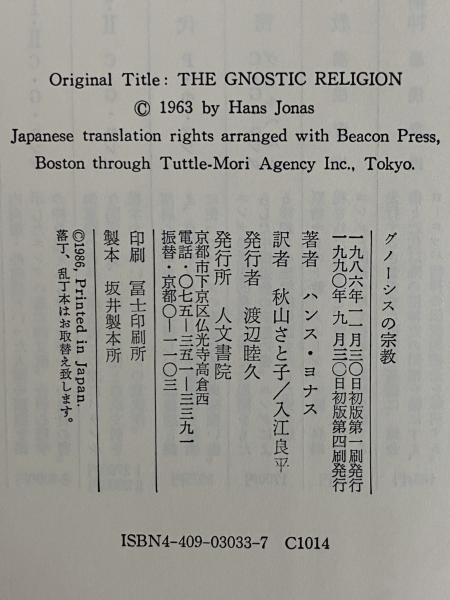 Original Title: THE GNOSTIC RELIGION
© 1963 by Hans Jonas
Japanese translation rights arranged with Beacon Press,
Boston through Tuttle-Mori Agency Inc., Tokyo.
グノーシスの宗教
一九八六年一一月三〇日初版第一刷発行
一九九〇年 九月三〇日初版第四刷発行
著者 ハンス・ヨナス
訳者 秋山さと子/入江良平
発行者 渡辺睦久
発行所 人文書院
京都市下京区仏光寺高倉西
電話・〇七五―三五一―三三九一
振替・京都〇―一一〇三
印刷 冨士印刷所
製本 坂井製本所
©1986, Printed in Japan.
落丁、乱丁本はお取替え致します。
ISBN4-409-03033-7 C1014